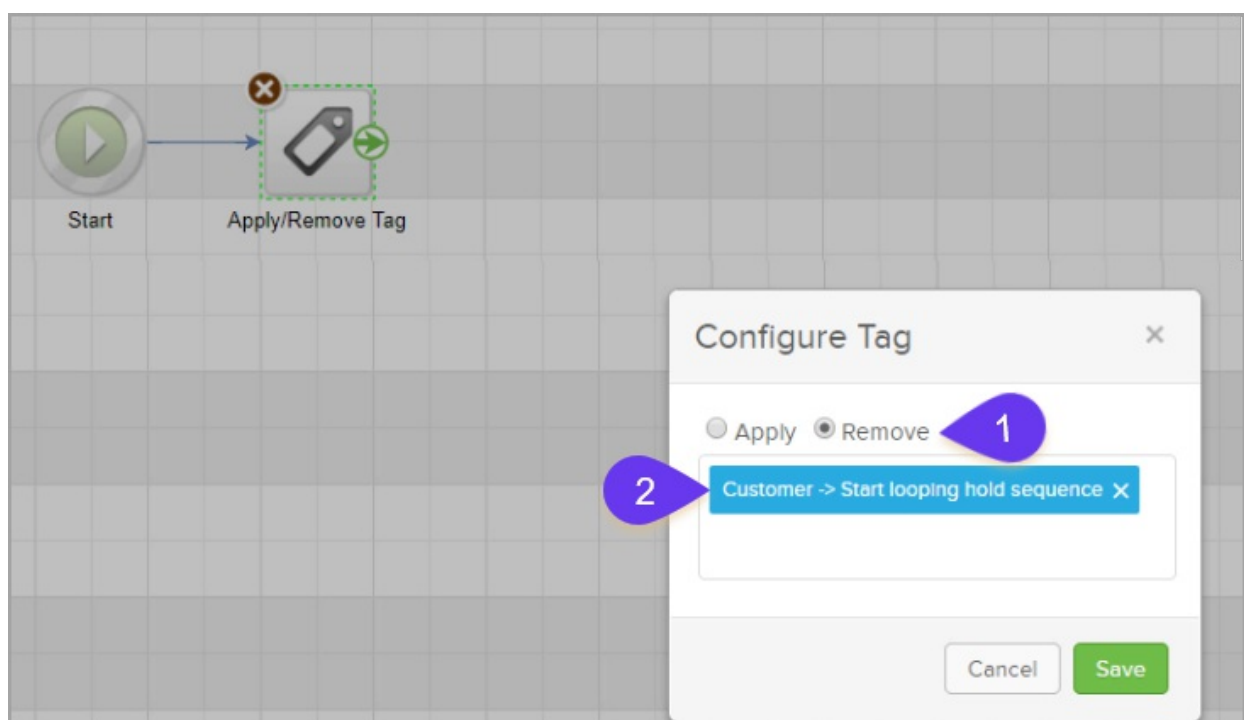 Start
Apply/Remove Tag
Configure Tag ×
Apply Remove 1
2 Customer -> Start looping hold sequence ×
Cancel Save